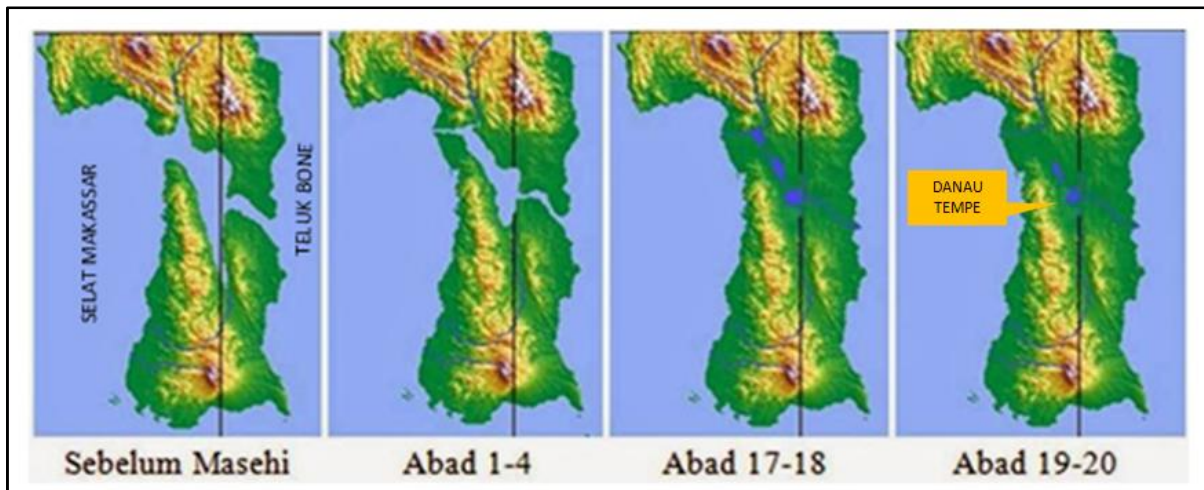 SELAT MAKASSAR
TELUK BONE
DANAU
TEMPE
Sebelum Masehi
Abad 1-4
Abad 17-18
Abad 19-20